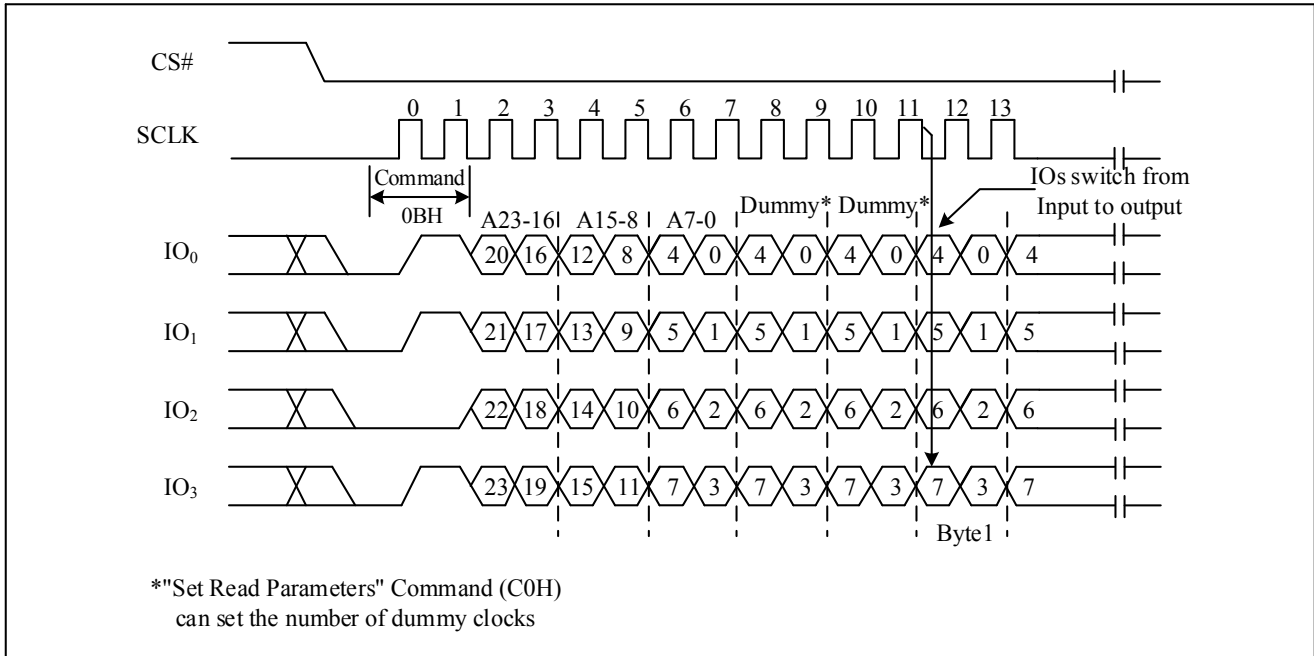 CS#
0 1 2 3 4 5 6 7 8 9 10 11 12 13
SCLK
Command
0BH
IOs switch from
Input to output
A23-16 A15-8 A7-0 Dummy* Dummy*
IO0 20 16 12 8 4 0 4 0 4 0 4 0 4
IO1 21 17 13 9 5 1 5 1 5 1 5 1 5
IO2 22 18 14 10 6 2 6 2 6 2 6 2 6
IO3 23 19 15 11 7 3 7 3 7 3 7 3 7
Byte1
*"Set Read Parameters" Command (C0H)
can set the number of dummy clocks